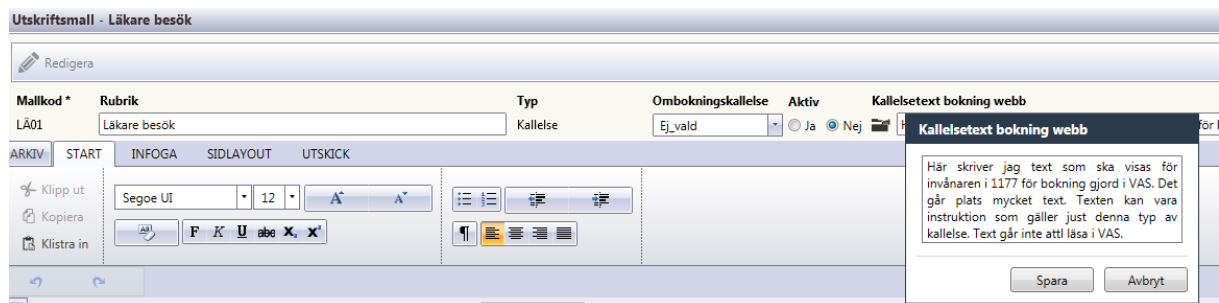 Utskriftsmall - Läkare besök
Redigera
Mallkod * Rubrik Typ Ombokningskallelse Aktiv Kallelsetext bokning webb
LÄ01 Läkare besök Kallelse Ej_vald Ja Nej
Kallelsetext bokning webb
för
ARKIV START INFOGA SIDLAYOUT UTSKICK
Här skriver jag text som ska visas för
invånaren i 1177 för bokning gjord i VAS. Det
går plats mycket text. Texten kan vara
instruktion som gäller just denna typ av
kallelse. Text går inte attl läsa i VAS.
Klipp ut
Segoe UI 12 A A
Kopiera
F K U abc X, X
Klistra in
Spara Avbryt